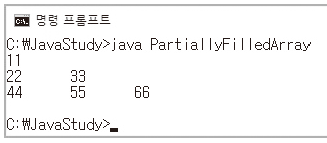 명령 프롬프트
C:₩JavaStudy>java PartiallyFilledArray
11
22 33
44 55 66
C:₩JavaStudy>